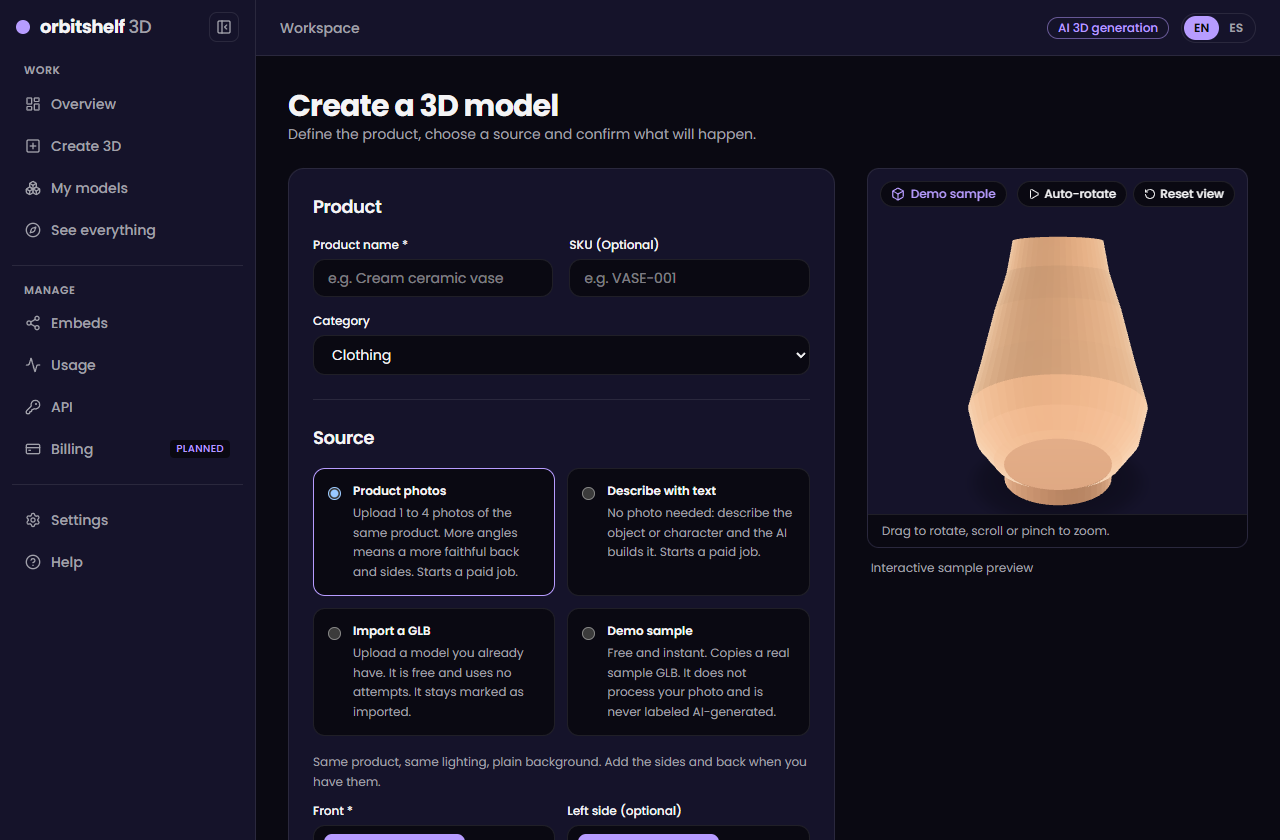 orbitshelf 3D
WORK
Overview
Create 3D
My models
See everything
MANAGE
Embeds
Usage
API
Billing
PLANNED
Settings
Help
Workspace
AI 3D generation
EN
ES
Create a 3D model
Define the product, choose a source and confirm what will happen.
Product
Product name *
SKU (Optional)
e.g. Cream ceramic vase
e.g. VASE-001
Category
Clothing
Source
Product photos
Upload 1 to 4 photos of the
same product. More angles
means a more faithful back
and sides. Starts a paid job.
Describe with text
No photo needed: describe the
object or character and the AI
builds it. Starts a paid job.
Import a GLB
Upload a model you already
have. It is free and uses no
attempts. It stays marked as
imported.
Demo sample
Free and instant. Copies a real
sample GLB. It does not
process your photo and is
never labeled AI-generated.
Same product, same lighting, plain background. Add the sides and back when you
have them.
Front *
Left side (optional)
Demo sample
Auto-rotate
Reset view
Drag to rotate, scroll or pinch to zoom.
Interactive sample preview